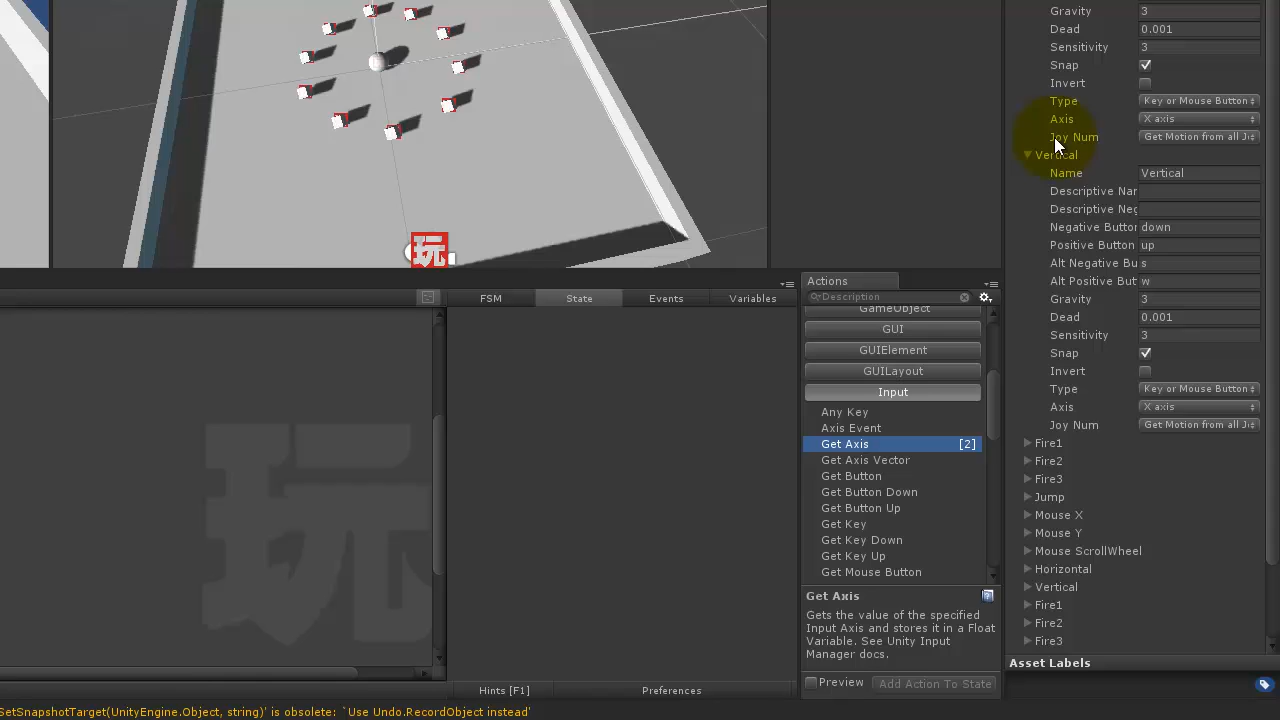 Gravity 3
Dead 0.001
Sensitivity 3
Snap
Invert
Type Key or Mouse Button
Axis X axis
Joy Num Get Motion from all J
Vertical
Name Vertical
Descriptive Nar
Descriptive Neg
Negative Button down
Positive Button up
Alt Negative Bu s
Alt Positive But w
Gravity 3
Dead 0.001
Sensitivity 3
Snap
Invert
Type Key or Mouse Button
Axis X axis
Joy Num Get Motion from all J
Fire1
Fire2
Fire3
Jump
Mouse X
Mouse Y
Mouse ScrollWheel
Horizontal
Vertical
Fire1
Fire2
Fire3
Asset Labels
玩
FSM State Events Variables
玩
Hints [F1] Preferences
Actions
Description
GameObject
GUI
GUIElement
GUILayout
Input
Any Key
Axis Event
Get Axis [2]
Get Axis Vector
Get Button
Get Button Down
Get Button Up
Get Key
Get Key Down
Get Key Up
Get Mouse Button
Get Axis
Gets the value of the specified
Input Axis and stores it in a Float
Variable. See Unity Input
Manager docs.
Preview Add Action To State
SetSnapshotTarget(UnityEngine.Object, string)' is obsolete: `Use Undo.RecordObject instead'